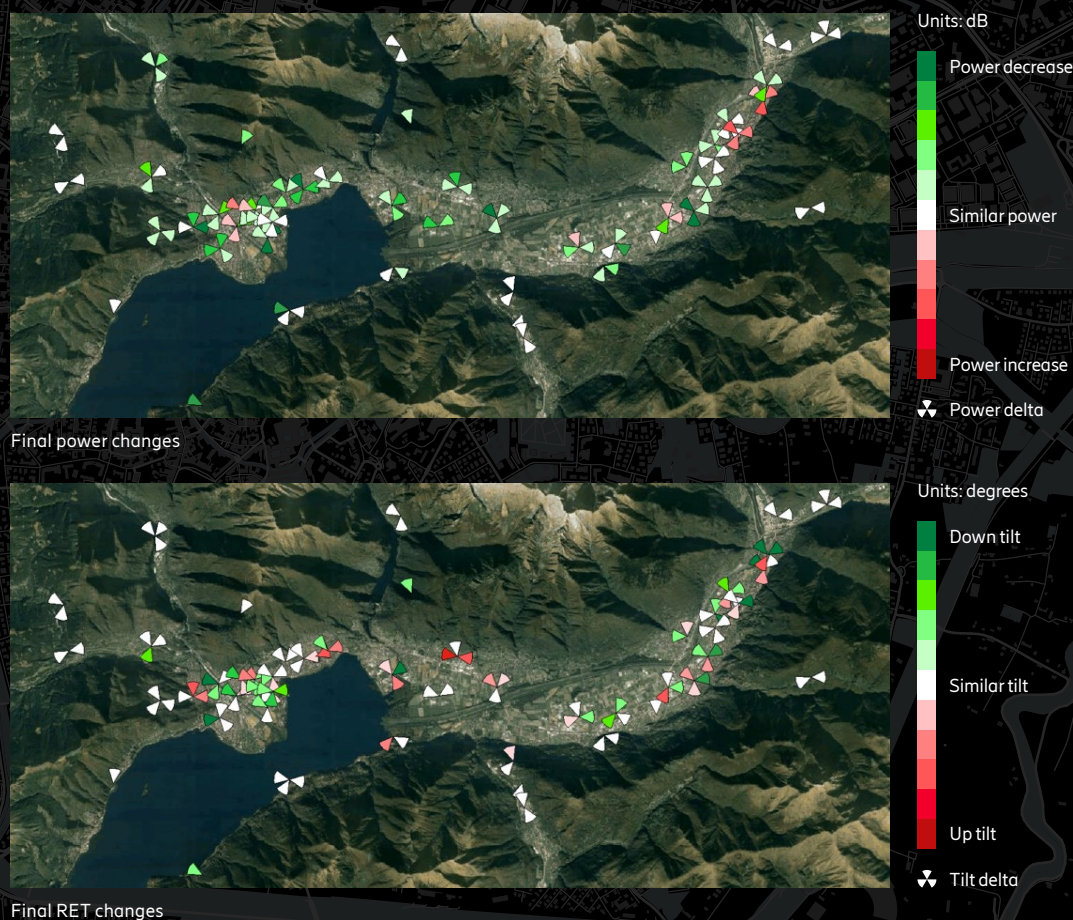 Units: dB
Power decrease
Similar power
Power increase
Power delta
Final power changes
Units: degrees
Down tilt
Similar tilt
Up tilt
Tilt delta
Final RET changes